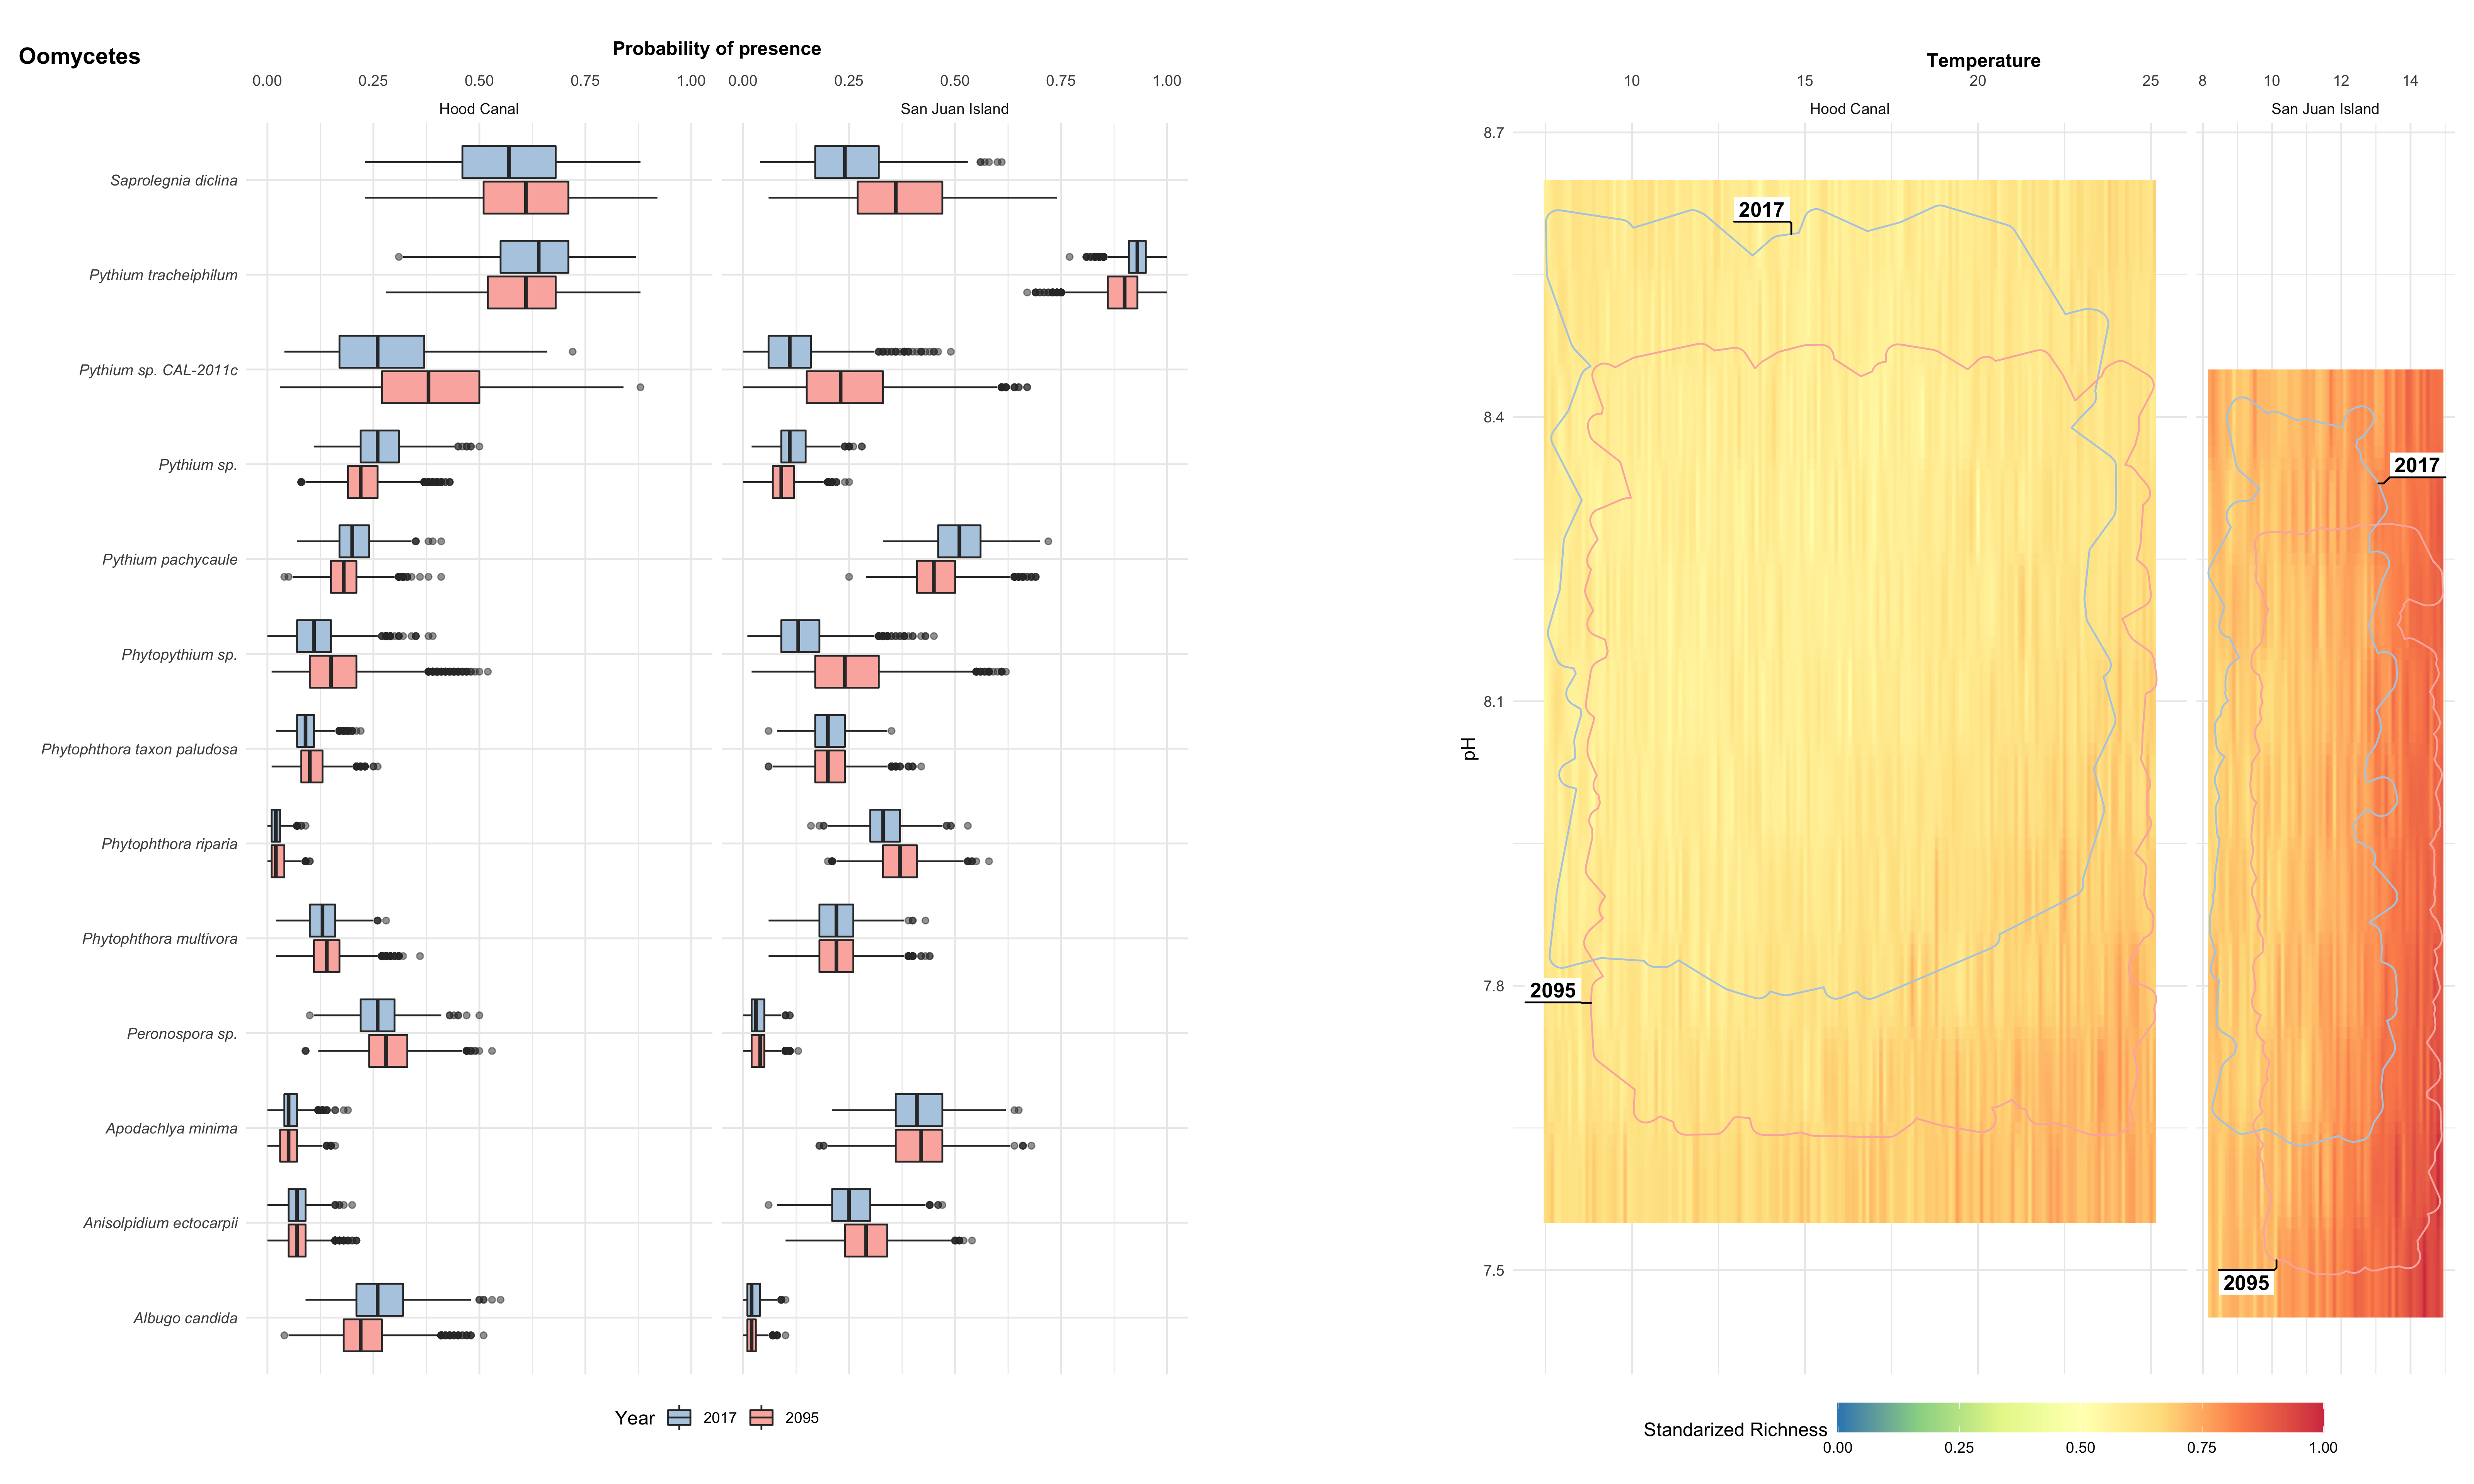 Oomycetes
Probability of presence
0.00 0.25 0.50 0.75 1.00 0.00 0.25 0.50 0.75 1.00
Hood Canal San Juan Island
Saprolegnia diclina
Pythium tracheiphilum
Pythium sp. CAL-2011c
Pythium sp.
Pythium pachycaule
Phytopythium sp.
Phytophthora taxon paludosa
Phytophthora riparia
Phytophthora multivora
Peronospora sp.
Apodachlya minima
Anisolpidium ectocarpii
Albugo candida
Year 2017 2095
Temperature
10 15 20 25 8 10 12 14
Hood Canal San Juan Island
8.7
8.4
8.1
7.8
7.5
pH
2017
2017
2095
2095
Standarized Richness
0.00 0.25 0.50 0.75 1.00